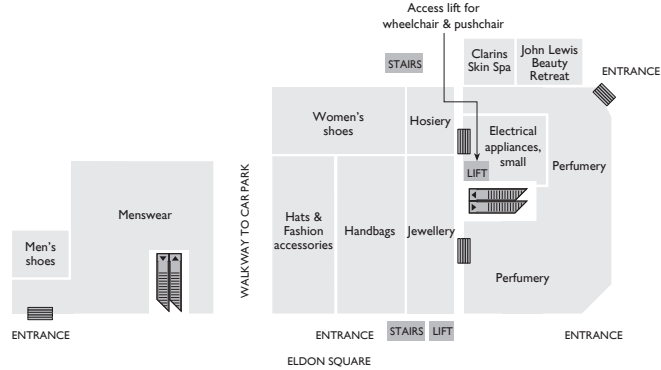 Access lift for
wheelchair & pushchair
STAIRS
Clarins
Skin Spa
John Lewis
Beauty
Retreat
ENTRANCE
Women's
shoes
Hosiery
Electrical
appliances,
small
LIFT
Perfumery
Menswear
Men's
shoes
WALKWAY TO CAR PARK
Hats &
Fashion
accessories
Handbags
Jewellery
Perfumery
ENTRANCE
ENTRANCE
STAIRS
LIFT
ENTRANCE
ELDON SQUARE